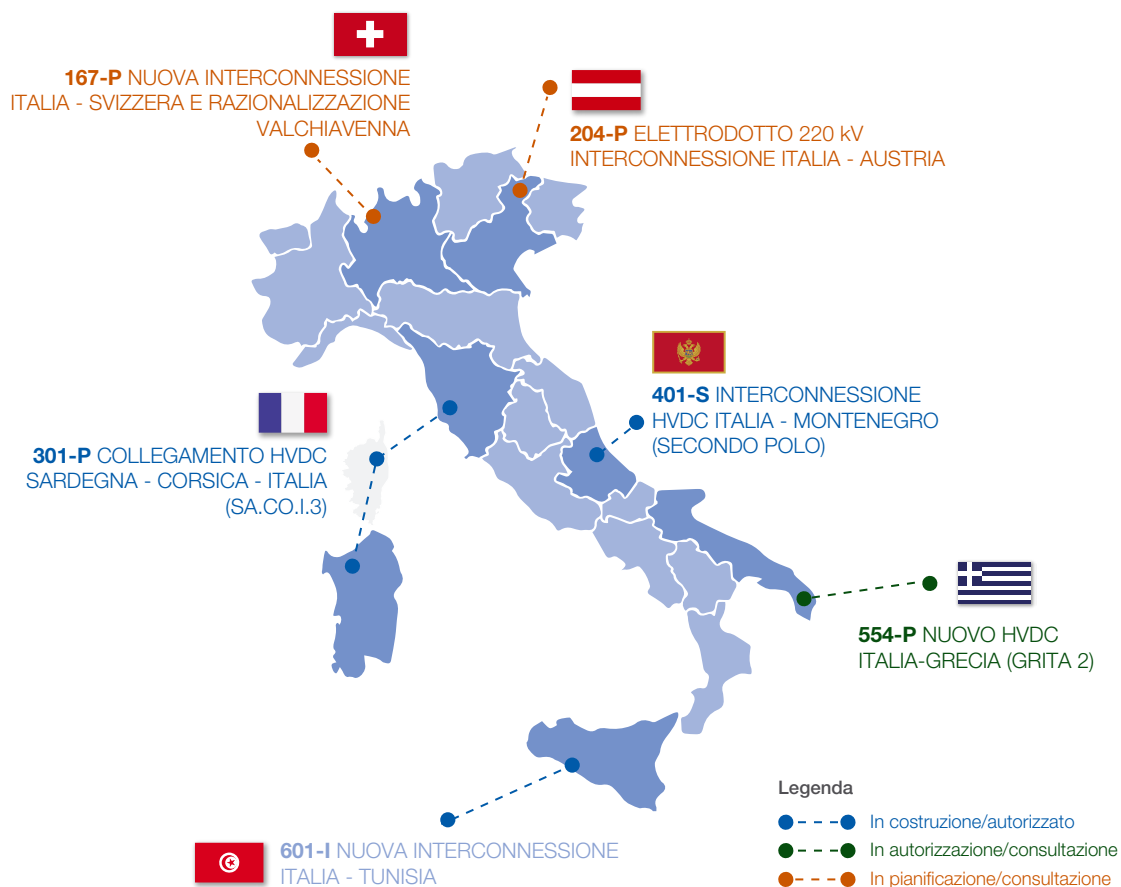 167-P NUOVA INTERCONNESSIONE
ITALIA - SVIZZERA E RAZIONALIZZAZIONE
VALCHIAVENNA
204-P ELETTRODOTTO 220 kV
INTERCONNESSIONE ITALIA - AUSTRIA
401-S INTERCONNESSIONE
HVDC ITALIA - MONTENEGRO
(SECONDO POLO)
301-P COLLEGAMENTO HVDC
SARDEGNA - CORSICA - ITALIA
(SA.CO.I.3)
554-P NUOVO HVDC
ITALIA-GRECIA (GRITA 2)
601-I NUOVA INTERCONNESSIONE
ITALIA - TUNISIA
Legenda
In costruzione/autorizzato
In autorizzazione/consultazione
In pianificazione/consultazione